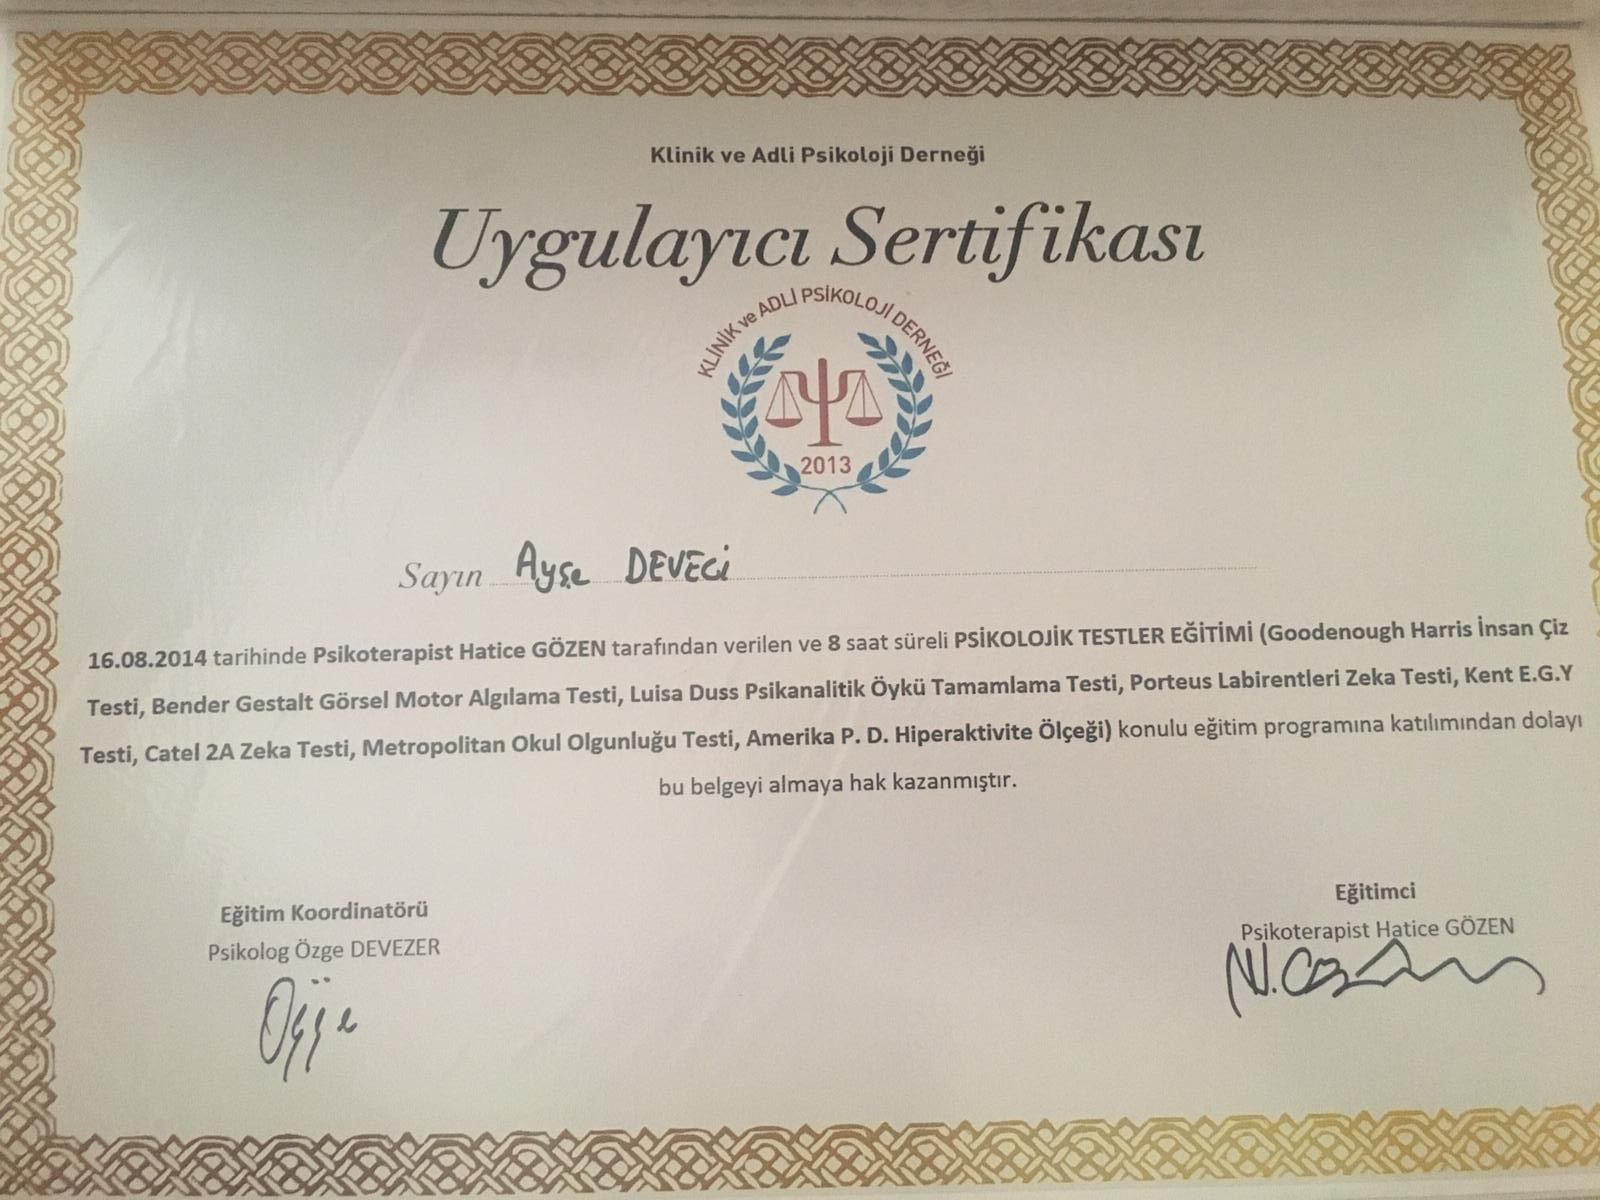 Klinik ve Adli Psikoloji Derneği
Uygulayıcı Sertifikası
KLİNİK ve ADLİ PSİKOLOJİ DERNEĞİ
2013
Sayın Ayşe DEVECİ
16.08.2014 tarihinde Psikoterapist Hatice GÖZEN tarafından verilen ve 8 saat süreli PSİKOLOJİK TESTLER EĞİTİMİ (Goodenough Harris İnsan Çiz
Testi, Bender Gestalt Görsel Motor Algılama Testi, Luisa Duss Psikanalitik Öykü Tamamlama Testi, Porteus Labirentleri Zeka Testi, Kent E.G.Y
Testi, Catel 2A Zeka Testi, Metropolitan Okul Olgunluğu Testi, Amerika P. D. Hiperaktivite Ölçeği) konulu eğitim programına katılımından dolayı
bu belgeyi almaya hak kazanmıştır.
Eğitim Koordinatörü
Psikolog Özge DEVEZER
Eğitimci
Psikoterapist Hatice GÖZEN